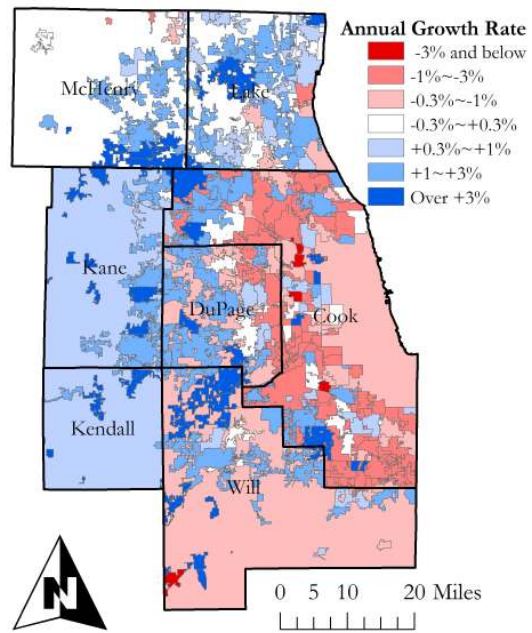 Annual Growth Rate
-3% and below
-1%~-3%
-0.3%~-1%
-0.3%~+0.3%
+0.3%~+1%
+1~+3%
Over +3%
McHenry
Lake
Kane
DuPage
Cook
Kendall
Will
N
0 5 10 20 Miles